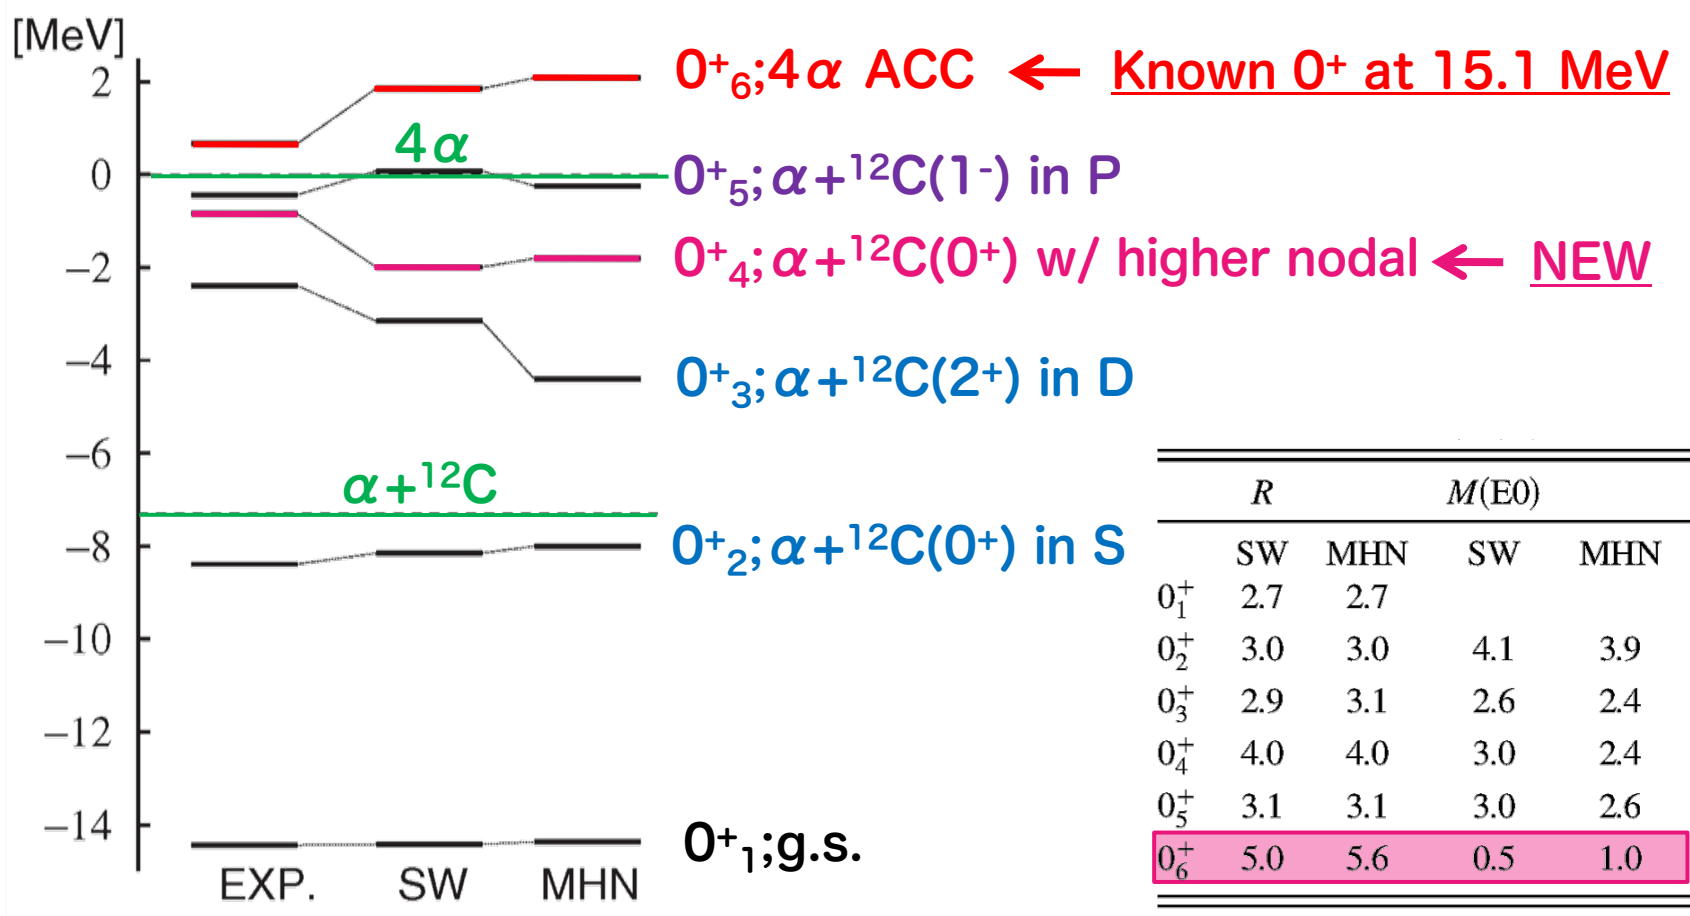 [MeV]
2
0
−2
−4
−6
−8
−10
−12
−14
4α
α+¹²C
EXP. SW MHN
0⁺₆;4α ACC ← Known 0⁺ at 15.1 MeV
0⁺₅;α+¹²C(1⁻) in P
0⁺₄;α+¹²C(0⁺) w/ higher nodal ← NEW
0⁺₃;α+¹²C(2⁺) in D
0⁺₂;α+¹²C(0⁺) in S
0⁺₁;g.s.
R M(E0)
SW MHN SW MHN
0⁺₁ 2.7 2.7
0⁺₂ 3.0 3.0 4.1 3.9
0⁺₃ 2.9 3.1 2.6 2.4
0⁺₄ 4.0 4.0 3.0 2.4
0⁺₅ 3.1 3.1 3.0 2.6
0⁺₆ 5.0 5.6 0.5 1.0